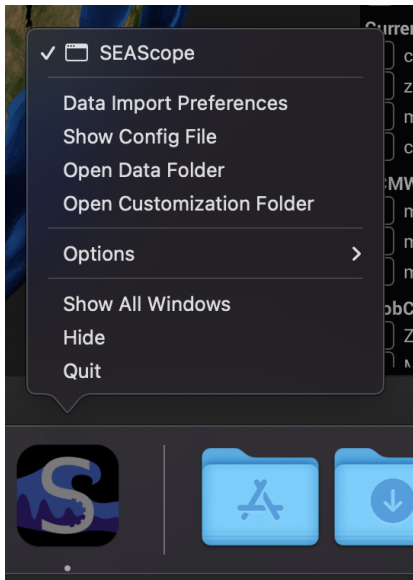 SEAScope
Data Import Preferences
Show Config File
Open Data Folder
Open Customization Folder
Options
Show All Windows
Hide
Quit
S